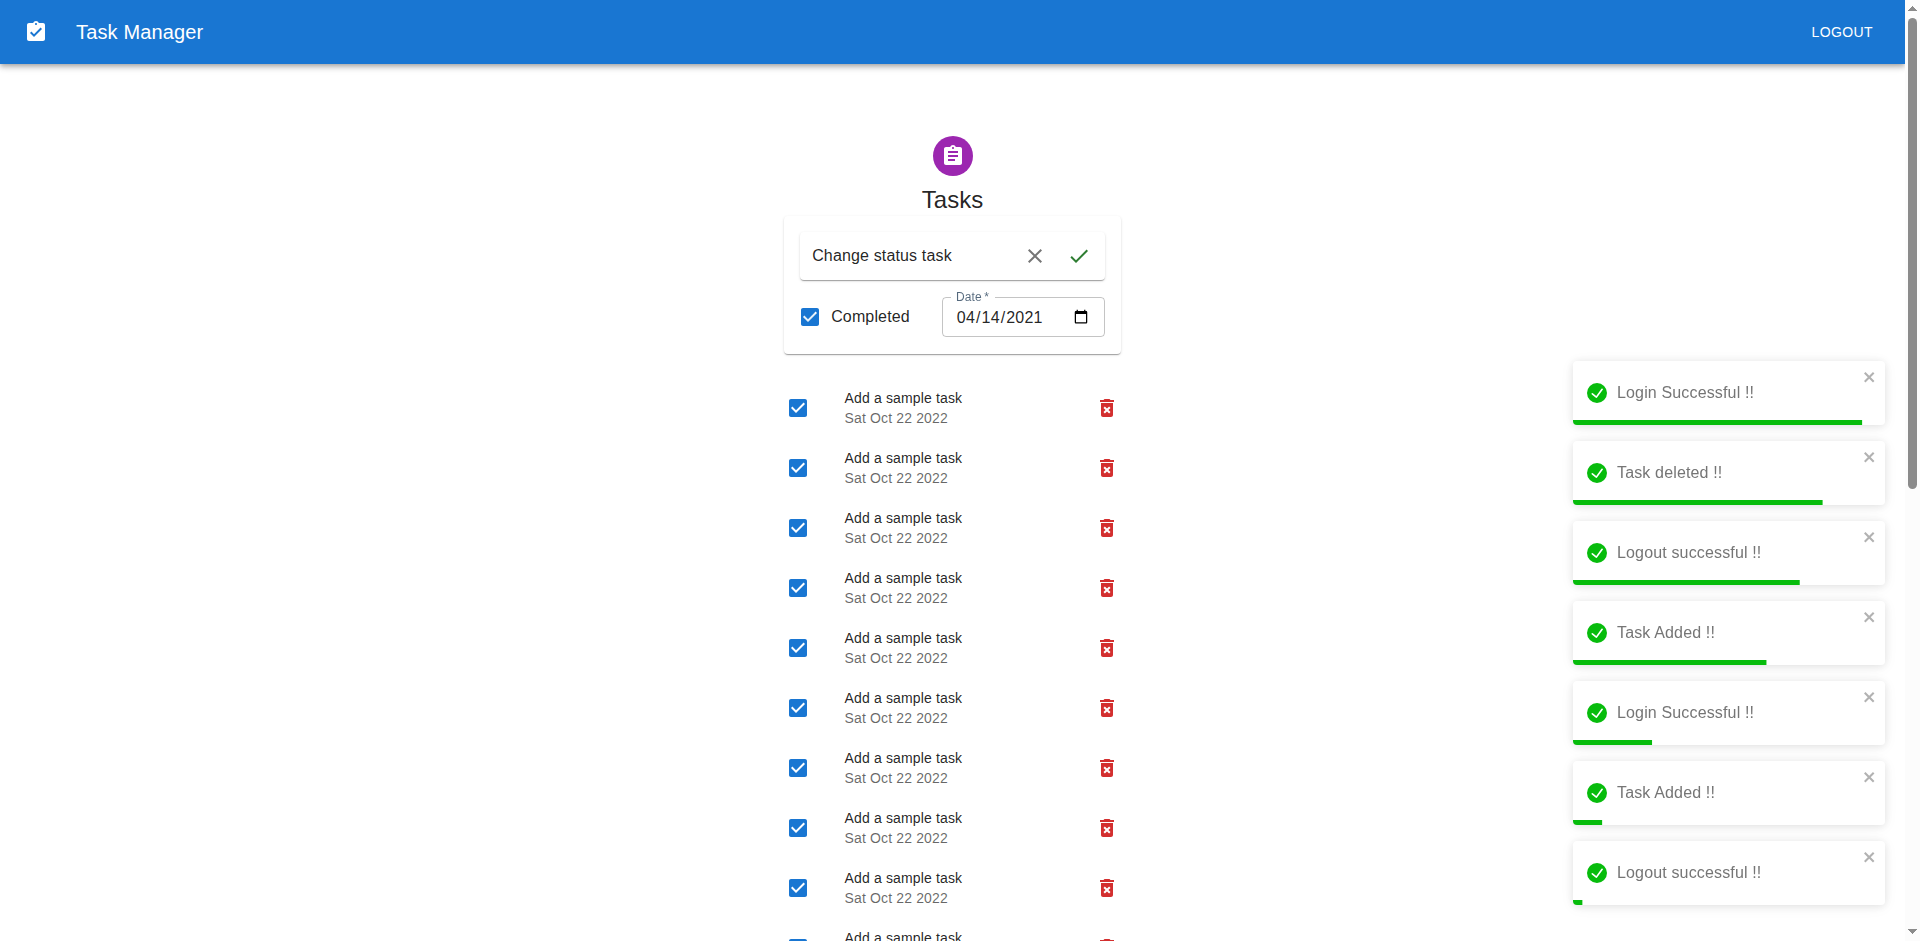 Task Manager
LOGOUT
Tasks
Change status task
Completed
Date *
04/14/2021
Add a sample task
Sat Oct 22 2022
Add a sample task
Sat Oct 22 2022
Add a sample task
Sat Oct 22 2022
Add a sample task
Sat Oct 22 2022
Add a sample task
Sat Oct 22 2022
Add a sample task
Sat Oct 22 2022
Add a sample task
Sat Oct 22 2022
Add a sample task
Sat Oct 22 2022
Add a sample task
Sat Oct 22 2022
Add a sample task
Login Successful !!
Task deleted !!
Logout successful !!
Task Added !!
Login Successful !!
Task Added !!
Logout successful !!